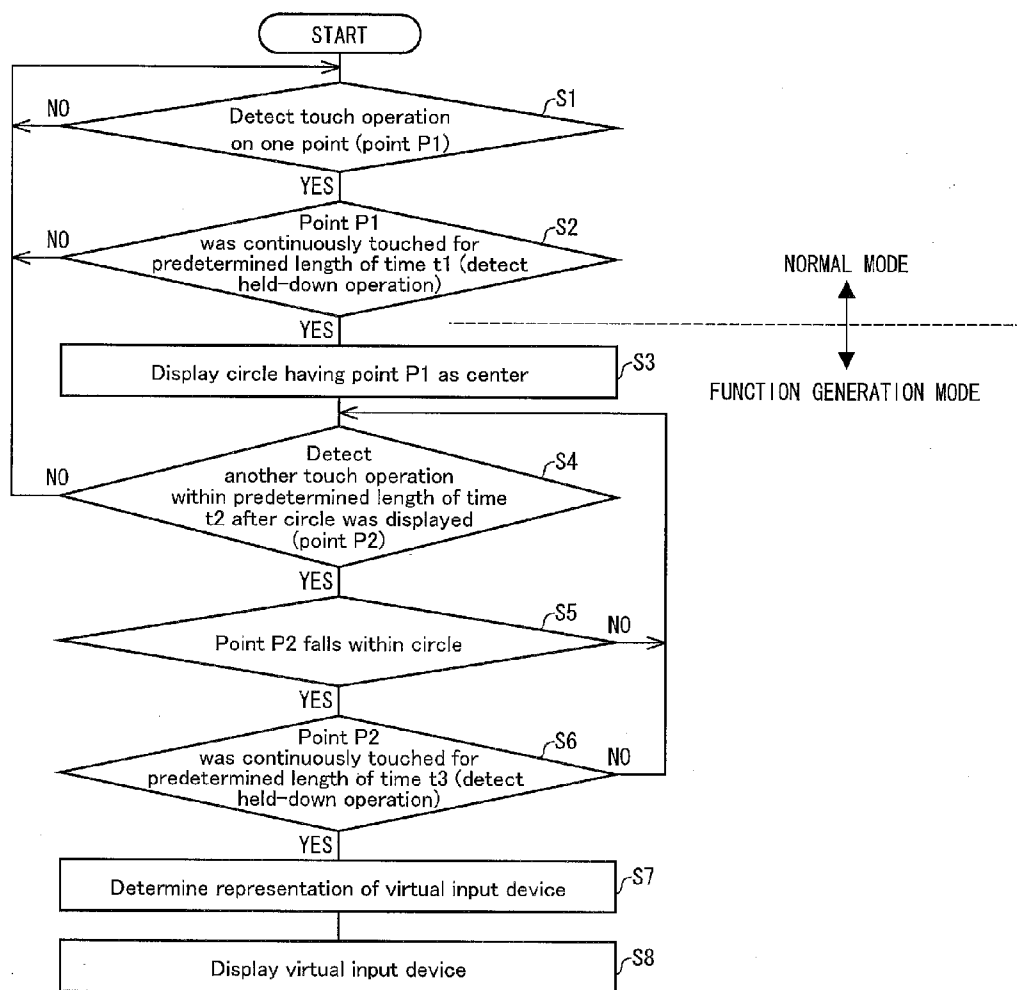 START
S1
NO
Detect touch operation
on one point (point P1)
YES
S2
NO
Point P1
was continuously touched for
predetermined length of time t1 (detect
held-down operation)
YES
NORMAL MODE
FUNCTION GENERATION MODE
S3
Display circle having point P1 as center
S4
NO
Detect
another touch operation
within predetermined length of time
t2 after circle was displayed
(point P2)
YES
S5
NO
Point P2 falls within circle
YES
S6
NO
Point P2
was continuously touched for
predetermined length of time t3 (detect
held-down operation)
YES
S7
Determine representation of virtual input device
S8
Display virtual input device